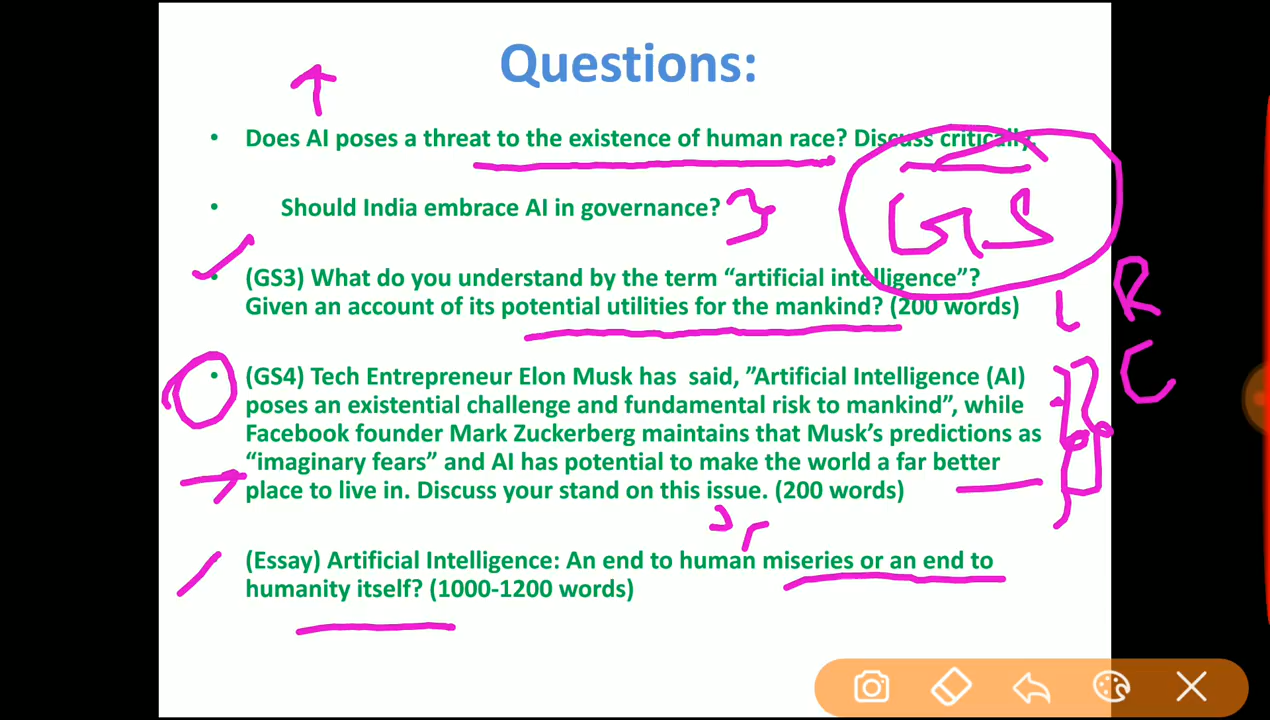 Questions:
• Does AI poses a threat to the existence of human race? Discuss critically.
• Should India embrace AI in governance?
GS
• (GS3) What do you understand by the term “artificial intelligence”?
Given an account of its potential utilities for the mankind? (200 words)
R
L
C
• (GS4) Tech Entrepreneur Elon Musk has said, ”Artificial Intelligence (AI)
poses an existential challenge and fundamental risk to mankind”, while
Facebook founder Mark Zuckerberg maintains that Musk’s predictions as
“imaginary fears” and AI has potential to make the world a far better
place to live in. Discuss your stand on this issue. (200 words)
(Essay) Artificial Intelligence: An end to human miseries or an end to
humanity itself? (1000-1200 words)